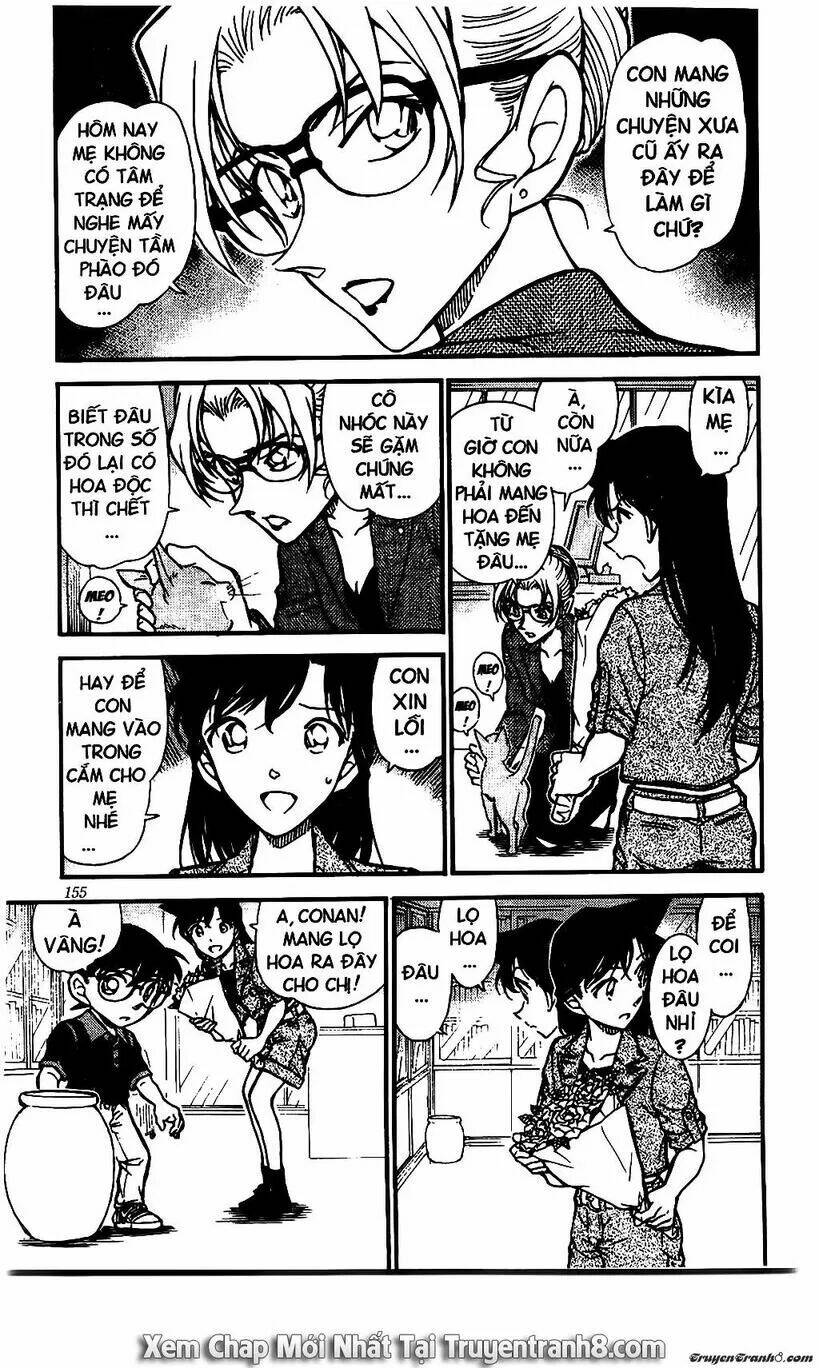 CON MANG
NHỮNG
CHUYỆN XƯA
CŨ ẤY RA
ĐÂY ĐỂ
LÀM GÌ
CHỨ?
HÔM NAY
MẸ KHÔNG
CÓ TÂM
TRẠNG ĐỂ
NGHE MẤY
CHUYỆN TẦM
PHÀO ĐÓ
ĐÂU
...
KÌA
MẸ
...
À,
CÒN
NỮA
...
TỪ
GIỜ CON
KHÔNG
PHẢI MANG
HOA ĐẾN
TẶNG MẸ
ĐÂU...
MEO
!
MEO
!
CÔ
NHÓC NÀY
SẼ GẶM
CHÚNG
MẤT...
BIẾT ĐÂU
TRONG SỐ
ĐÓ LẠI CÓ
HOA ĐỘC
THÌ CHẾT
...
MEO
!
CON
XIN
LỖI
...
HAY ĐỂ
CON
MANG VÀO
TRONG
CẮM CHO
MẸ
NHÉ
...
155
ĐỂ
COI
...
LỌ
HOA
ĐÂU
NHỈ
?
LỌ
HOA
...
ĐÂU
...
A, CONAN!
MANG LỌ
HOA RA ĐÂY
CHO CHỊ!
À
VÂNG!
Xem Chap Mới Nhất Tại Truyentranh8.com
TruyenTranh8.com